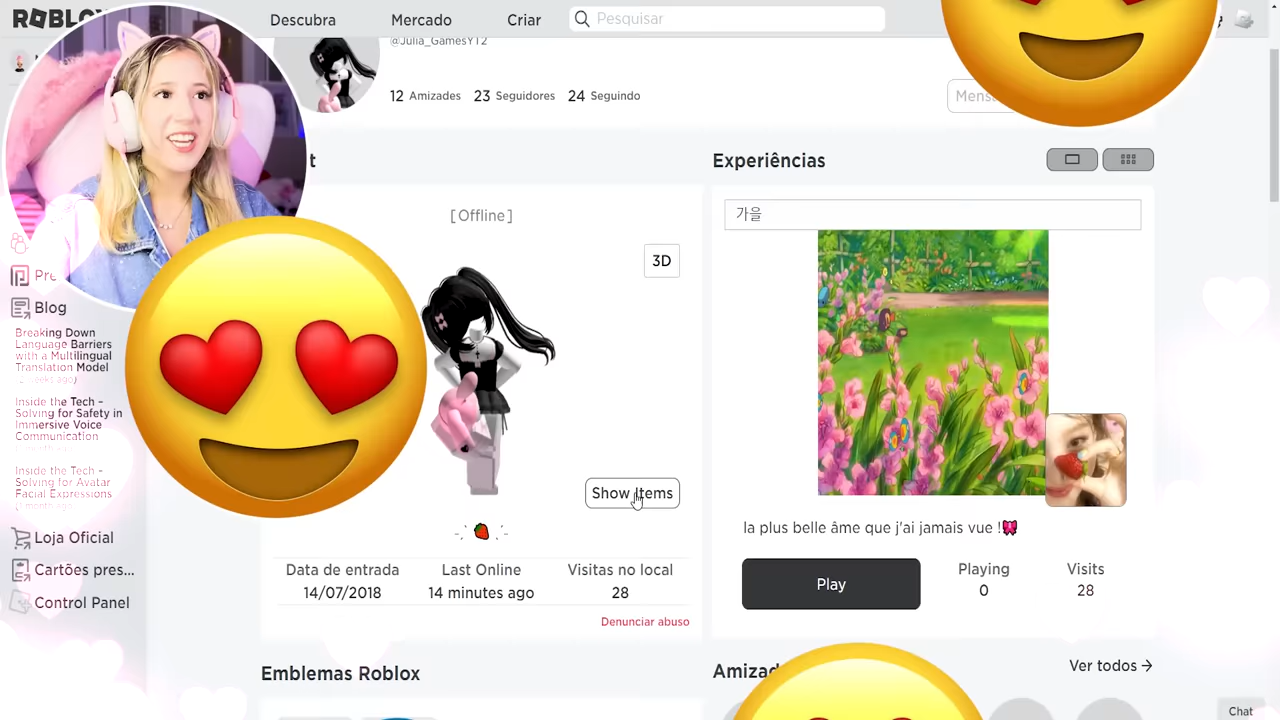 Descubra
Mercado
Criar
Pesquisar
@Julia_GamesYT2
12 Amizades 23 Seguidores 24 Seguindo
Experiências
[Offline]
3D
가을
Blog
Breaking Down
Language Barriers
with a Multilingual
Translation Model
Inside the Tech -
Solving for Safety in
Immersive Voice
Communication
Inside the Tech -
Solving for Avatar
Facial Expressions
Show Items
la plus belle âme que j'ai jamais vue !
Loja Oficial
Cartões pres...
Control Panel
Data de entrada
14/07/2018
Last Online
14 minutes ago
Visitas no local
28
Denunciar abuso
Play
Playing
0
Visits
28
Emblemas Roblox
Ver todos
Chat